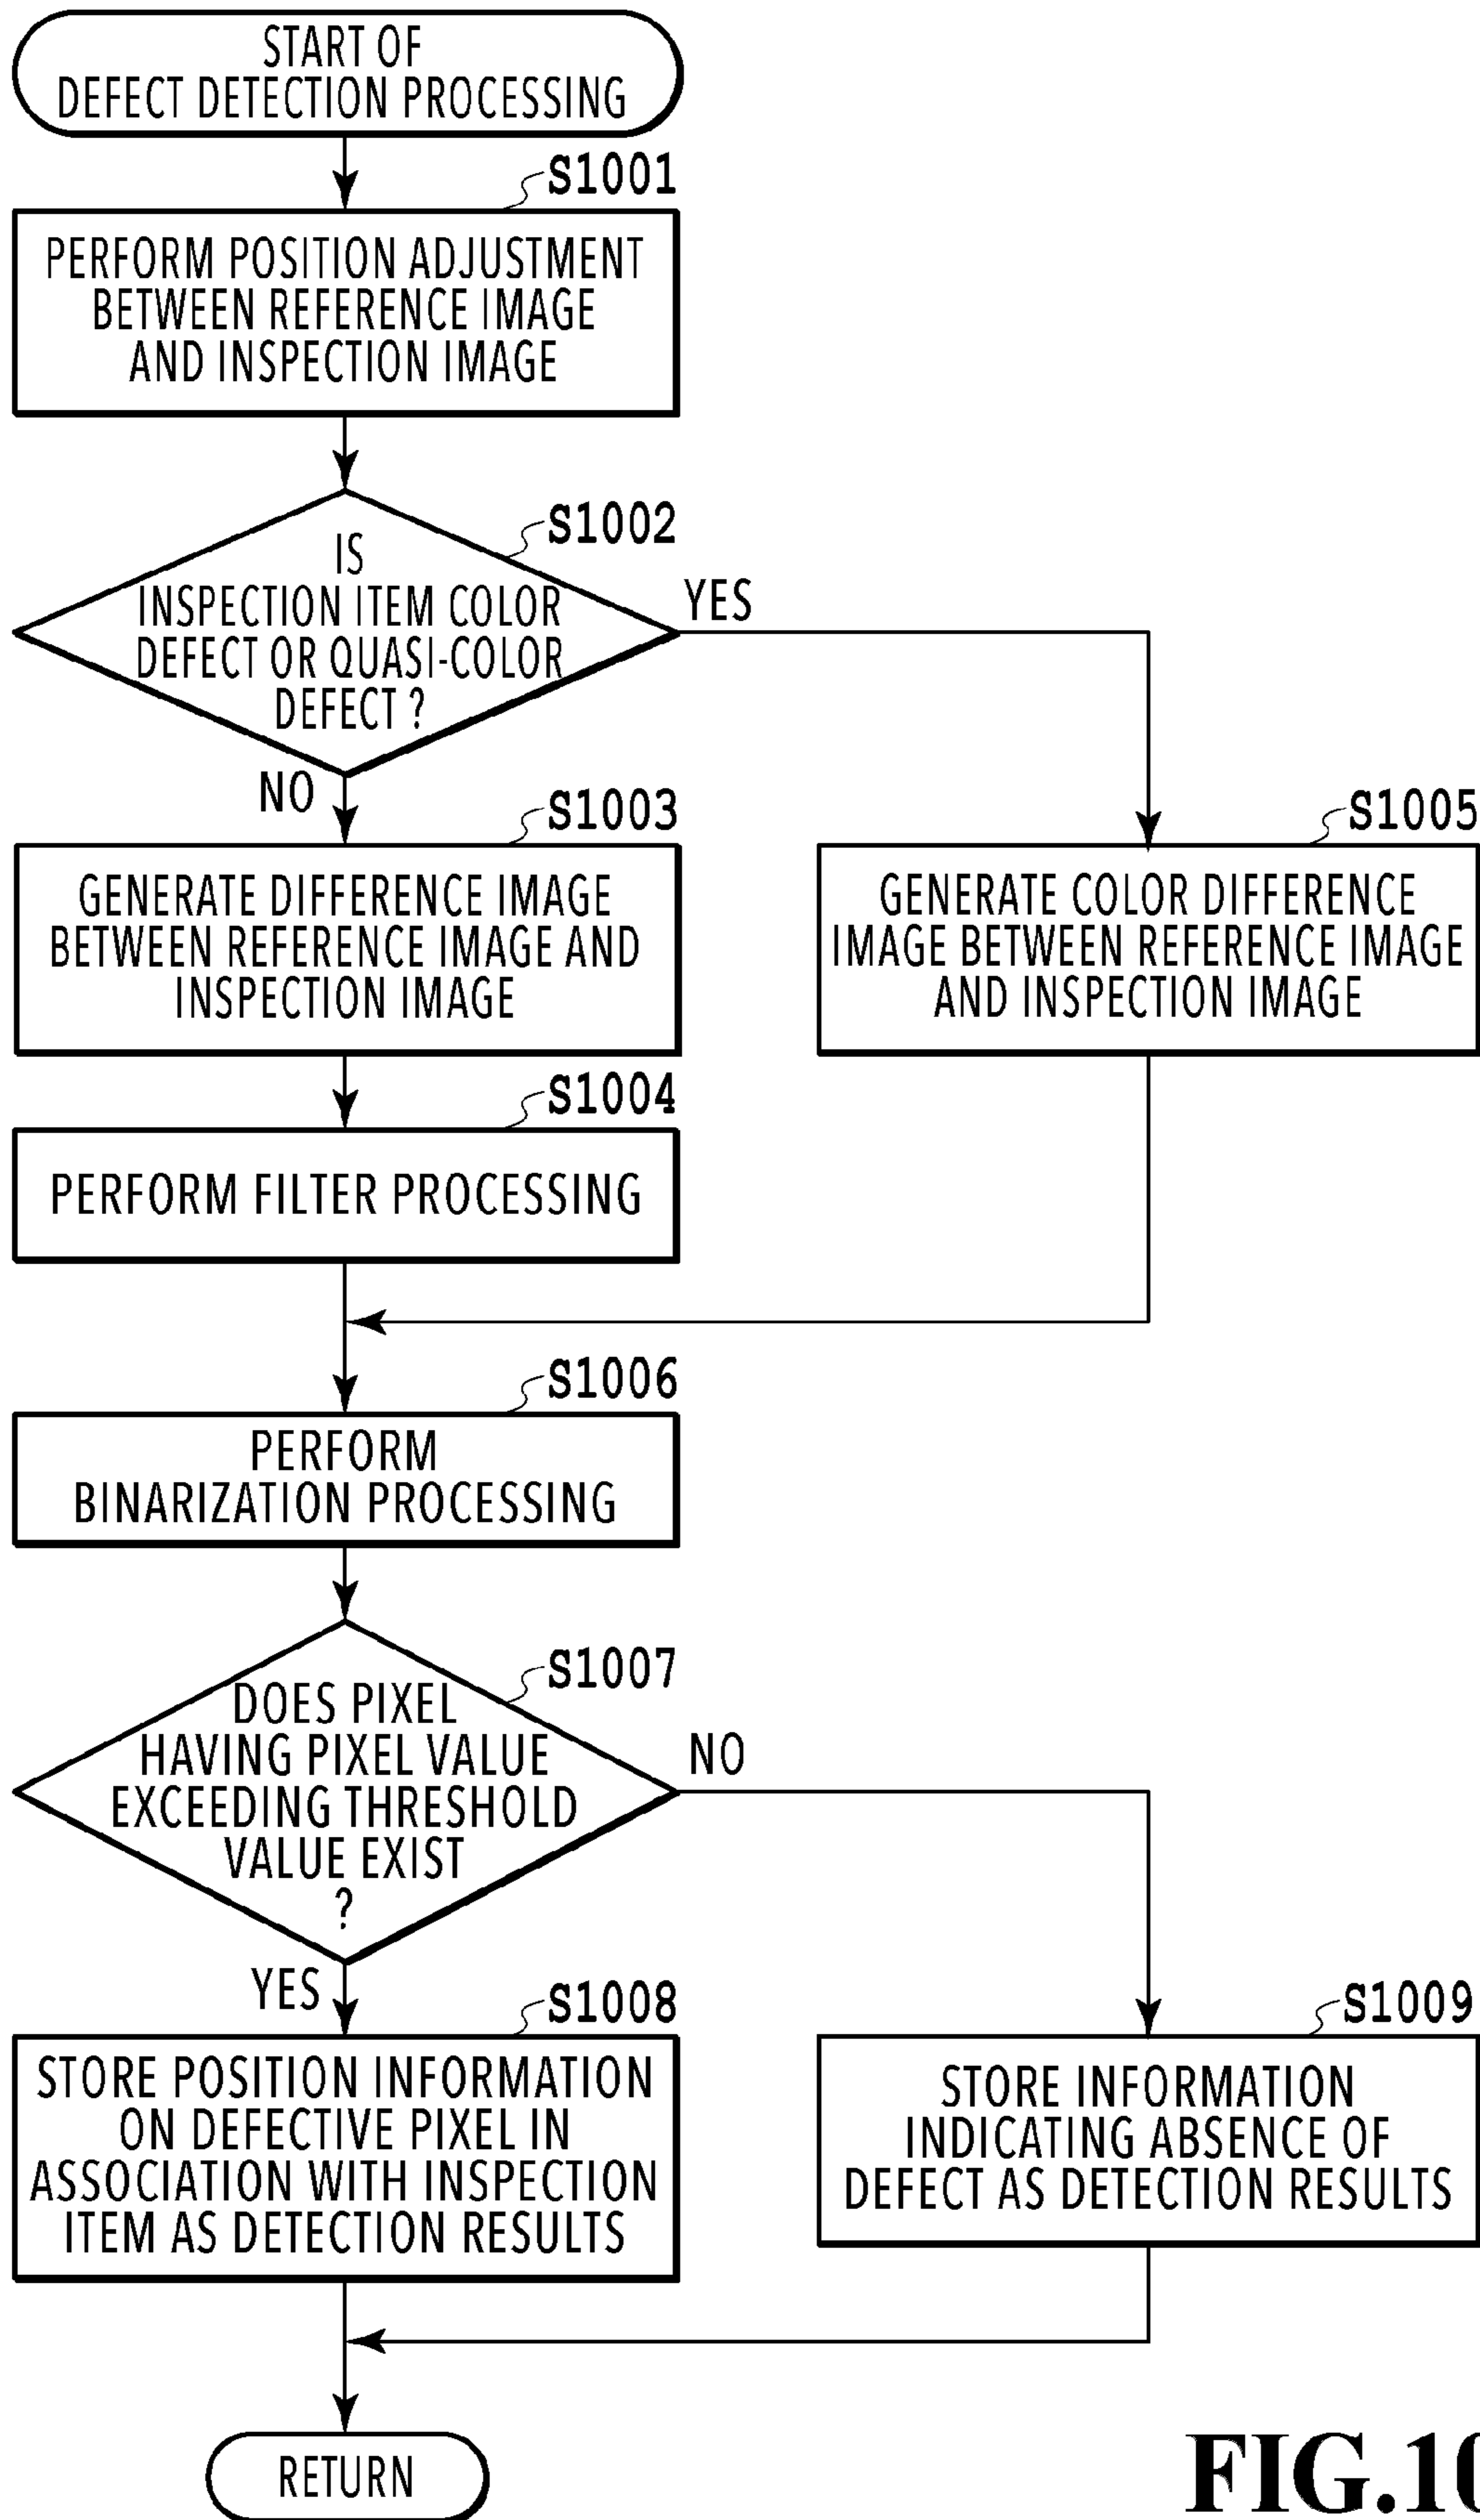 START OF
DEFECT DETECTION PROCESSING
S1001
PERFORM POSITION ADJUSTMENT
BETWEEN REFERENCE IMAGE
AND INSPECTION IMAGE
S1002
IS
INSPECTION ITEM COLOR
DEFECT OR QUASI-COLOR
DEFECT ?
YES
NO
S1003
GENERATE DIFFERENCE IMAGE
BETWEEN REFERENCE IMAGE AND
INSPECTION IMAGE
S1005
GENERATE COLOR DIFFERENCE
IMAGE BETWEEN REFERENCE IMAGE
AND INSPECTION IMAGE
S1004
PERFORM FILTER PROCESSING
S1006
PERFORM
BINARIZATION PROCESSING
S1007
DOES PIXEL
HAVING PIXEL VALUE
EXCEEDING THRESHOLD
VALUE EXIST
?
NO
YES
S1008
STORE POSITION INFORMATION
ON DEFECTIVE PIXEL IN
ASSOCIATION WITH INSPECTION
ITEM AS DETECTION RESULTS
S1009
STORE INFORMATION
INDICATING ABSENCE OF
DEFECT AS DETECTION RESULTS
RETURN
FIG.10